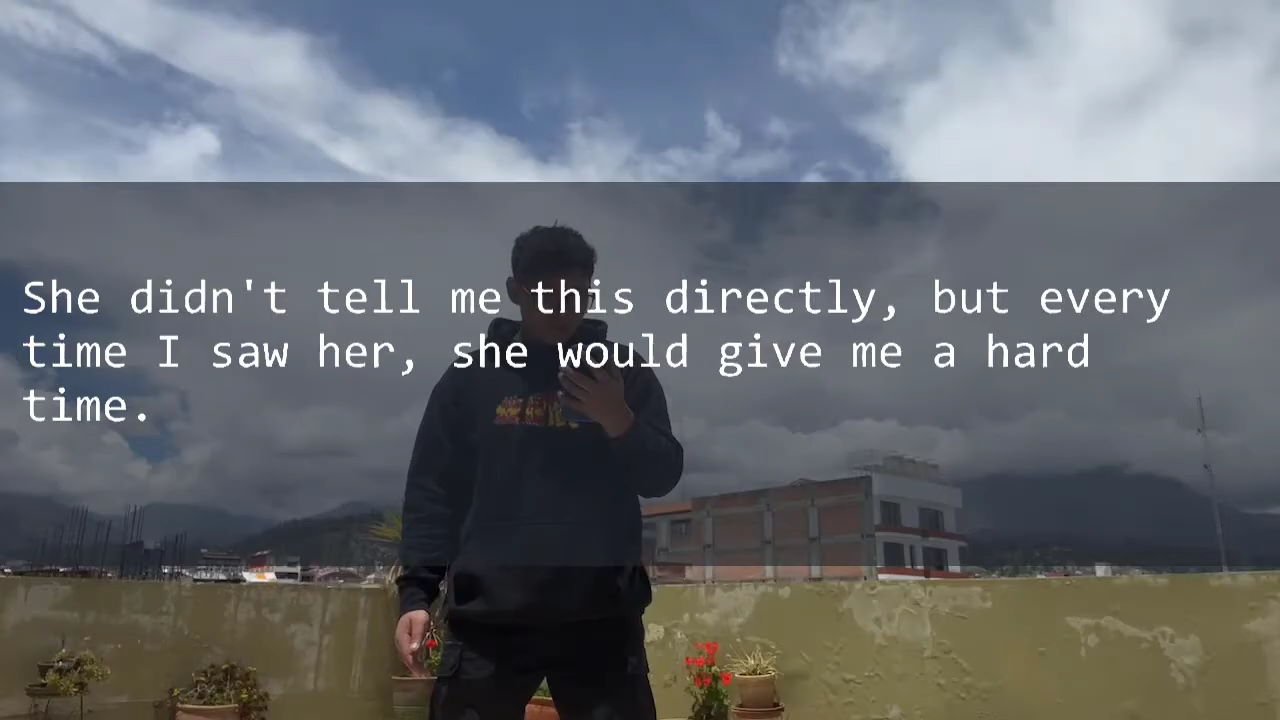 She didn't tell me this directly, but every
time I saw her, she would give me a hard
time.